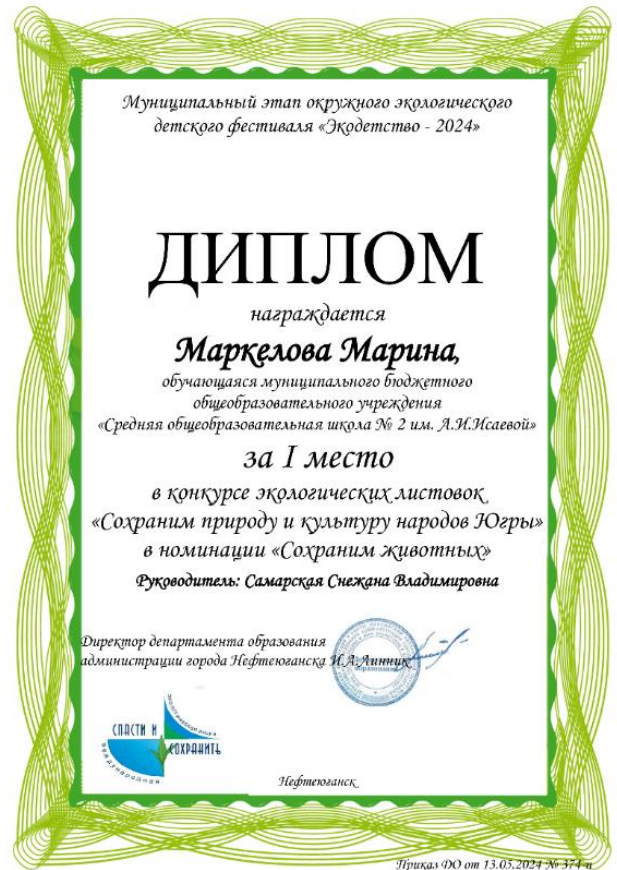 Муниципальный этап окружного экологического
детского фестиваля «Экодетство - 2024»
ДИПЛОМ
награждается
Маркелова Марина,
обучающаяся муниципального бюджетного
общеобразовательного учреждения
«Средняя общеобразовательная школа № 2 им. А.И.Исаевой»
за I место
в конкурсе экологических листовок
«Сохраним природу и культуру народов Югры»
в номинации «Сохраним животных»
Руководитель: Самарская Снежана Владимировна
Директор департамента образования
администрации города Нефтеюганска И.А.Линник
СПАСТИ И
СОХРАНИТЬ
Нефтеюганск
Приказ ДО от 13.05.2024 № 374-п